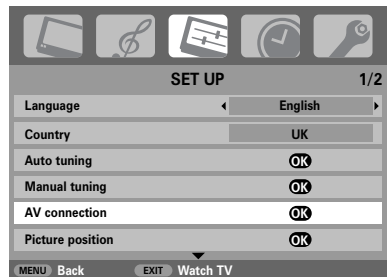 SET UP 1/2
Language English
Country UK
Auto tuning OK
Manual tuning OK
AV connection OK
Picture position OK
MENU Back EXIT Watch TV